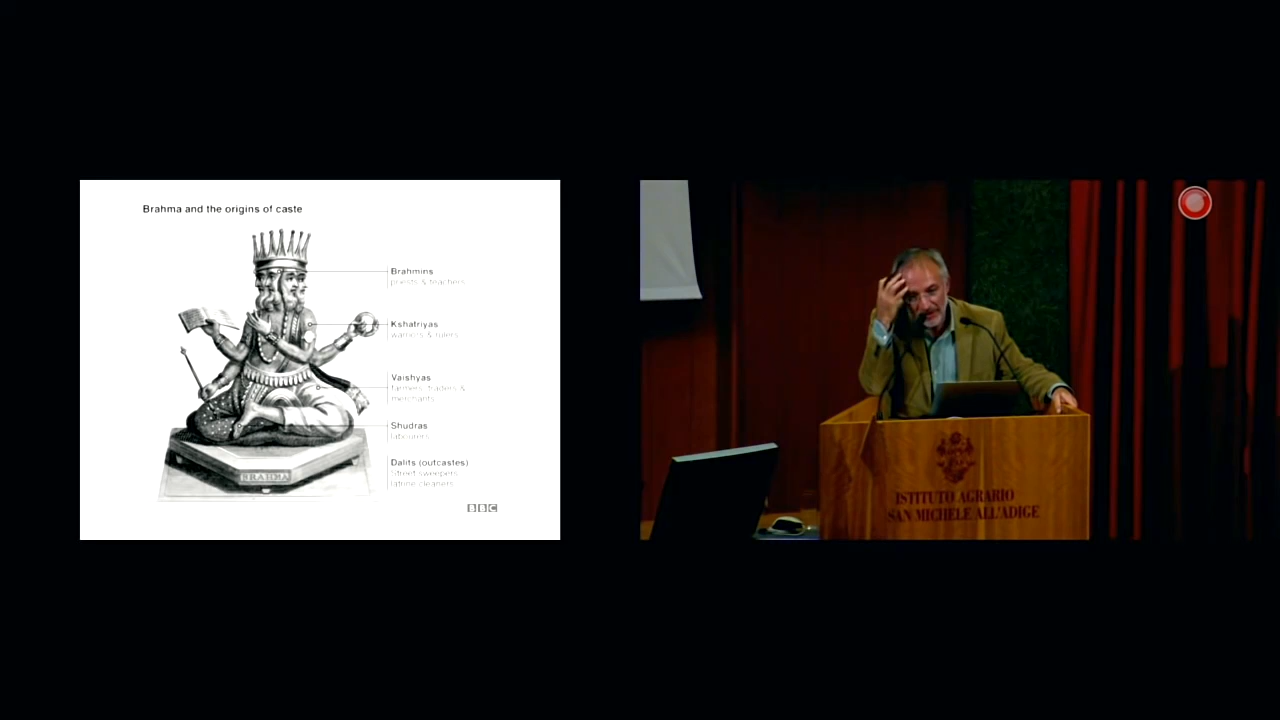 Brahma and the origins of caste
Brahmins
priests & teachers
Kshatriyas
warriors & rulers
Vaishyas
farmers, traders &
merchants
Shudras
labourers
Dalits (outcastes)
Street sweepers,
latrine cleaners
BRAHMA
BBC
ISTITUTO AGRARIO
SAN MICHELE ALL'ADIGE